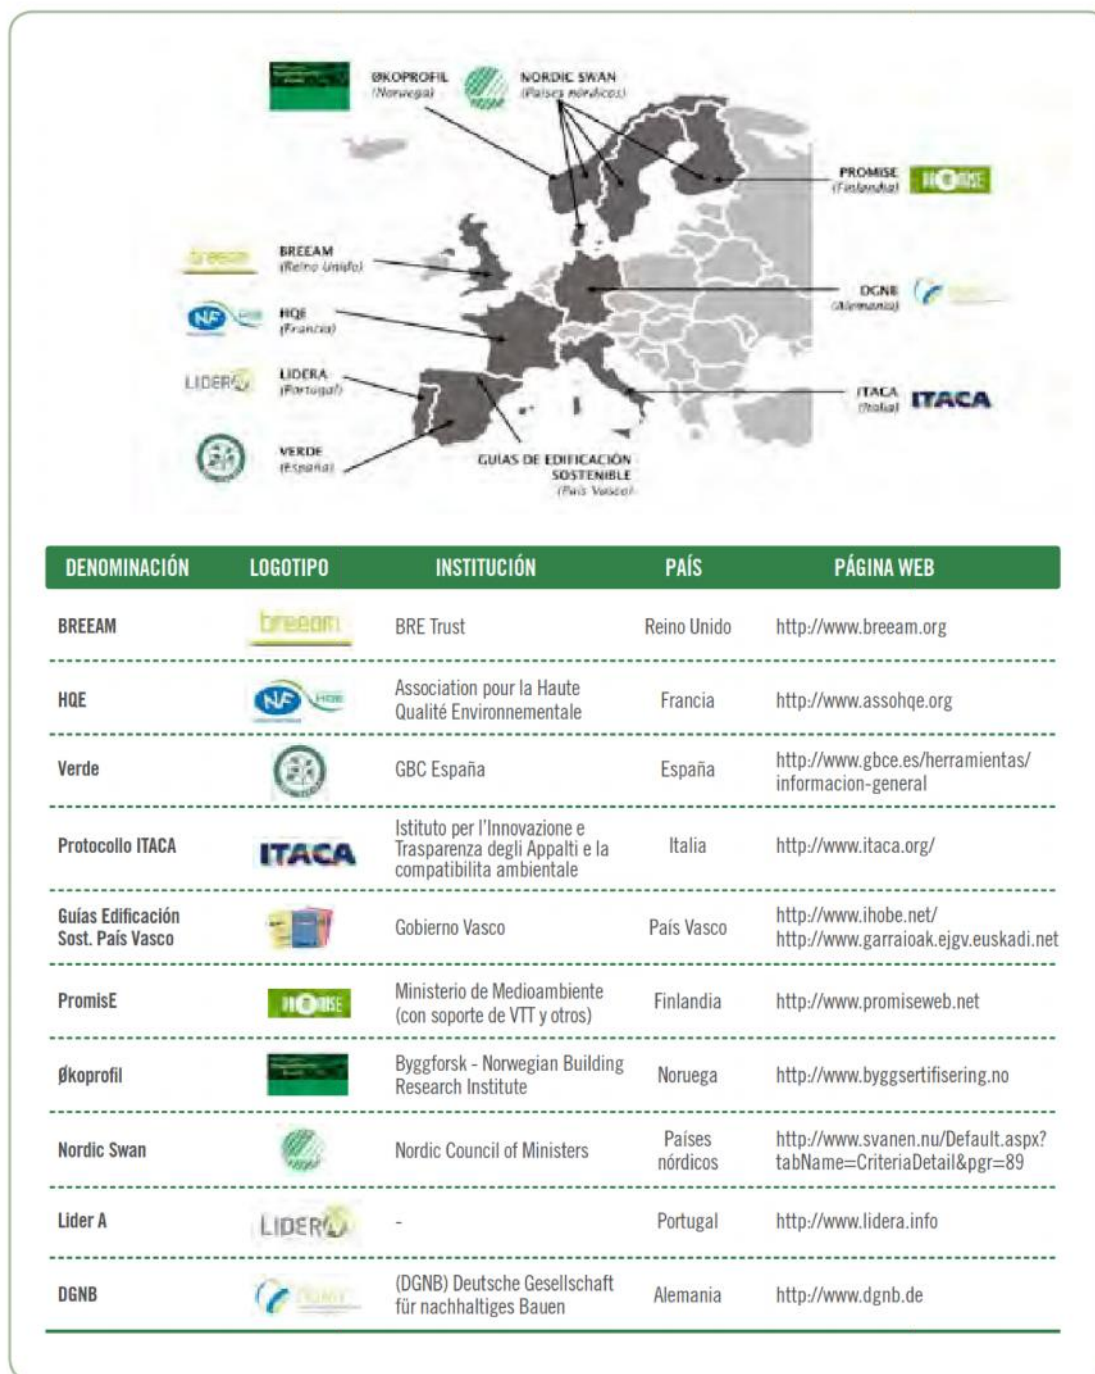 ØKOPROFIL
(Noruega)
NORDIC SWAN
(Países nórdicos)
PROMISE
(Finlandia)
PROMISE
breeam
BREEAM
(Reino Unido)
DGNB
(Alemania)
NF HQE
HQE
(Francia)
LIDERA
LIDERA
(Portugal)
ITACA
(Italia)
ITACA
VERDE
(España)
GUÍAS DE EDIFICACIÓN
SOSTENIBLE
(País Vasco)
DENOMINACIÓN LOGOTIPO INSTITUCIÓN PAÍS PÁGINA WEB
BREEAM breeam BRE Trust Reino Unido http://www.breeam.org
HQE NF HQE Association pour la Haute
Qualité Environnementale Francia http://www.assohqe.org
Verde GBC España España http://www.gbce.es/herramientas/
informacion-general
Protocollo ITACA ITACA Istituto per l'Innovazione e
Trasparenza degli Appalti e la
compatibilita ambientale Italia http://www.itaca.org/
Guías Edificación
Sost. País Vasco Gobierno Vasco País Vasco http://www.ihobe.net/
http://www.garraioak.ejgv.euskadi.net
PromisE PROMISE Ministerio de Medioambiente
(con soporte de VTT y otros) Finlandia http://www.promiseweb.net
Økoprofil Byggforsk - Norwegian Building
Research Institute Noruega http://www.byggsertifisering.no
Nordic Swan Nordic Council of Ministers Países
nórdicos http://www.svanen.nu/Default.aspx?
tabName=CriteriaDetail&pgr=89
Lider A LIDERA - Portugal http://www.lidera.info
DGNB (DGNB) Deutsche Gesellschaft
für nachhaltiges Bauen Alemania http://www.dgnb.de